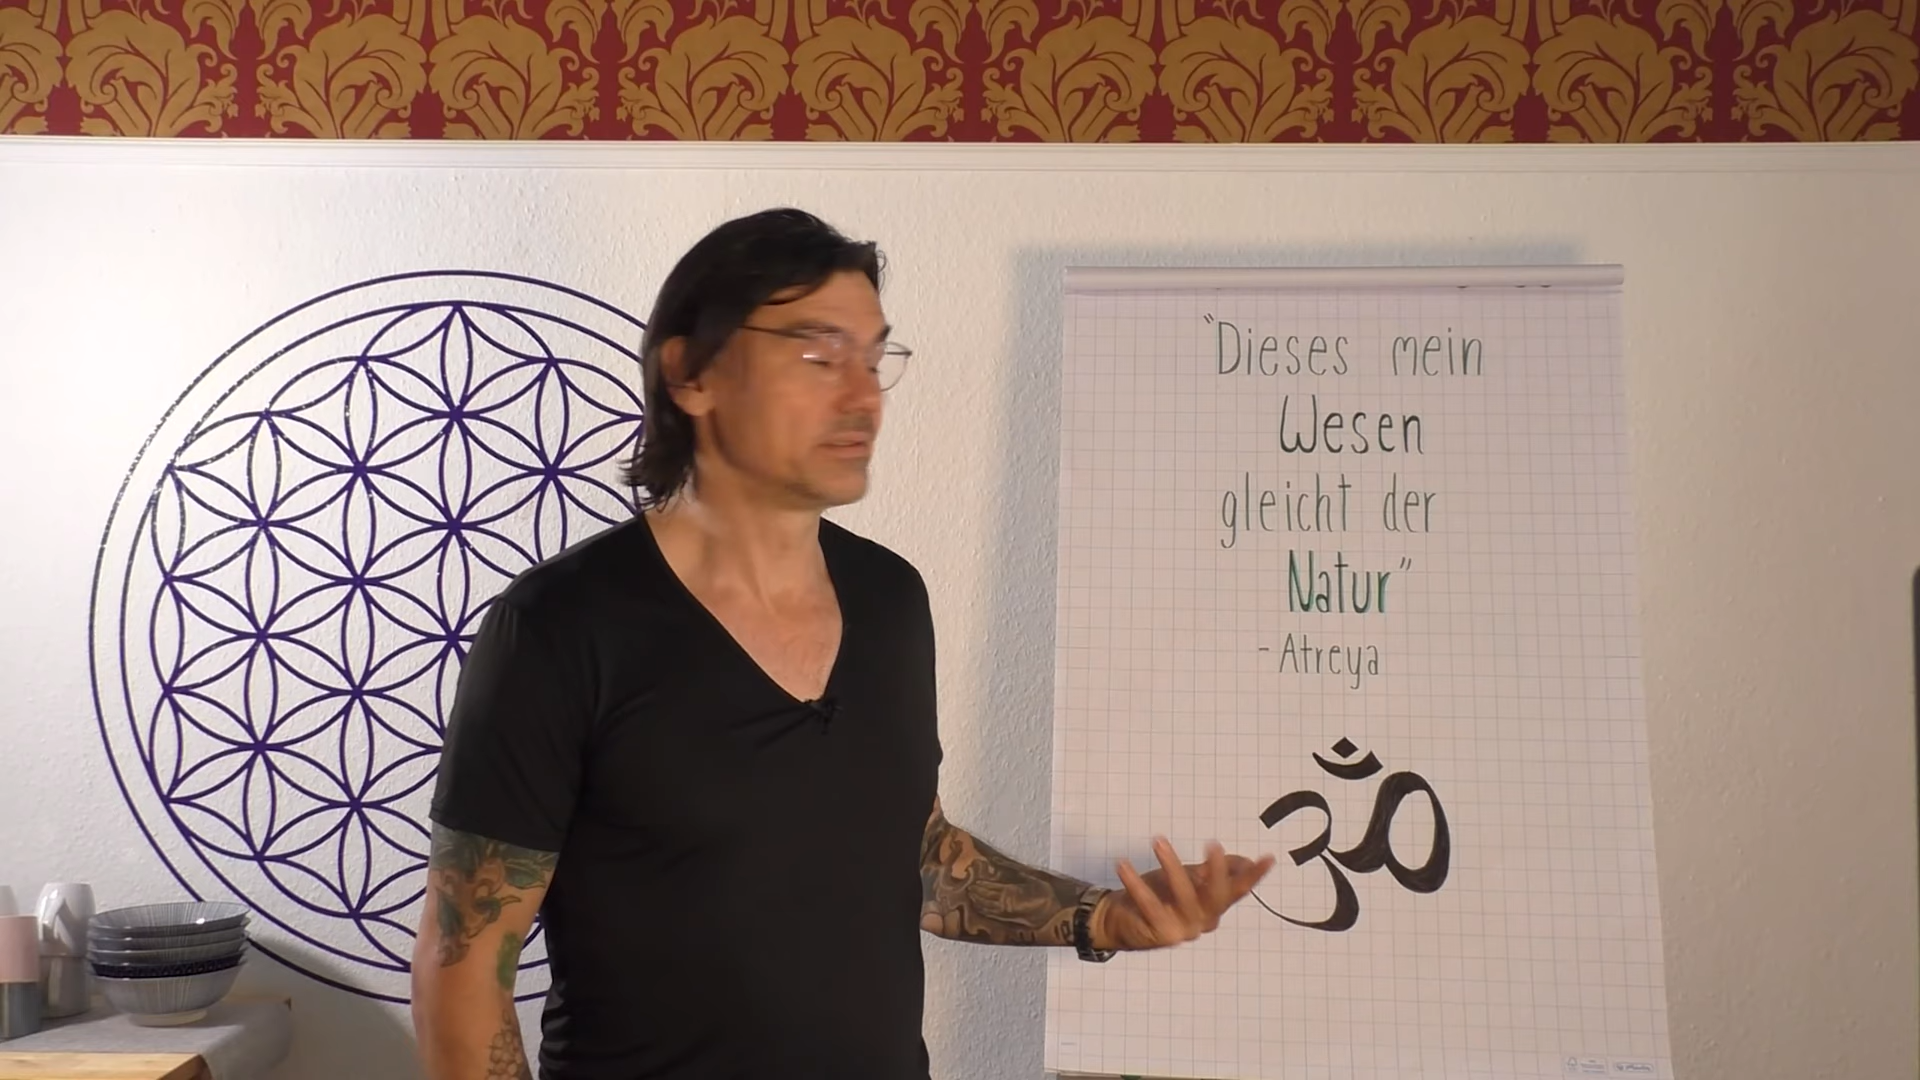 "Dieses mein
Wesen
gleicht der
Natur"
- Atreya
ॐ